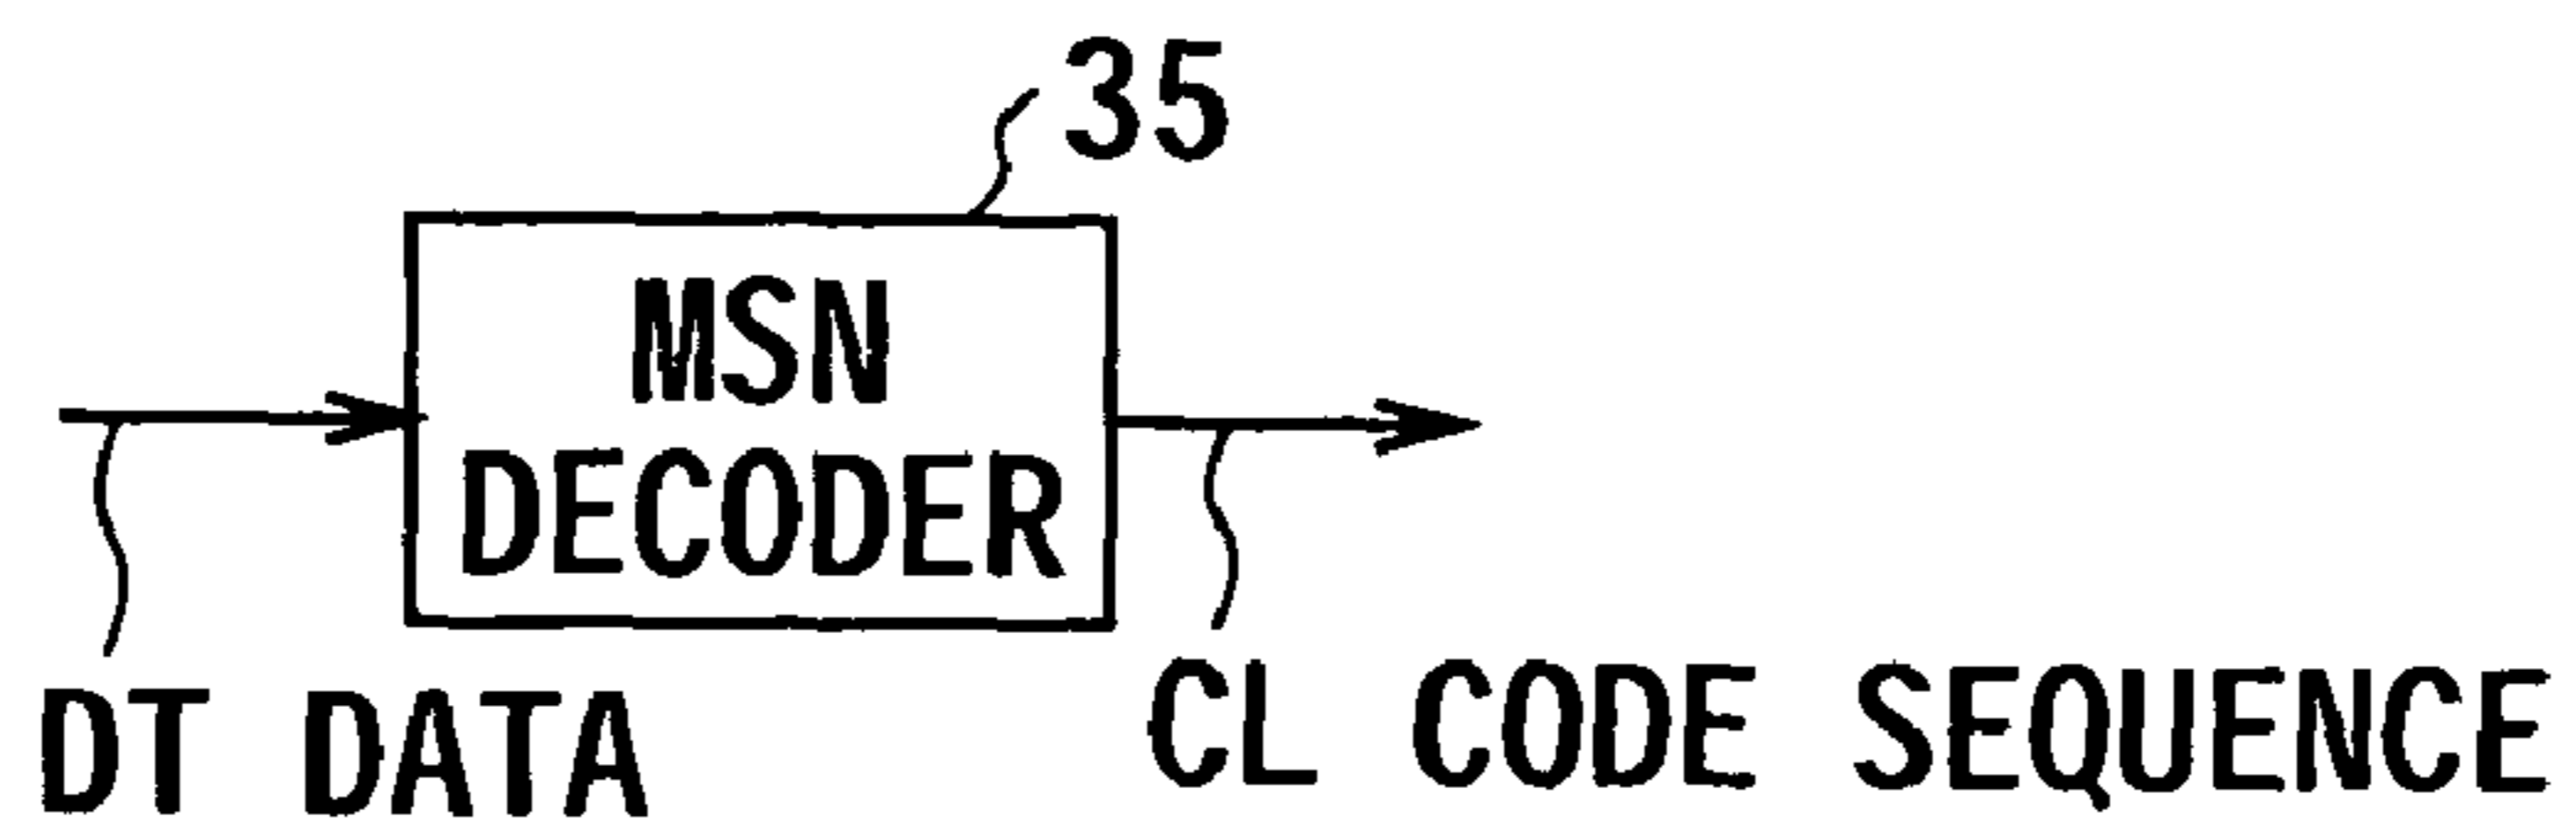 35
MSN
DECODER
DT DATA
CL CODE SEQUENCE